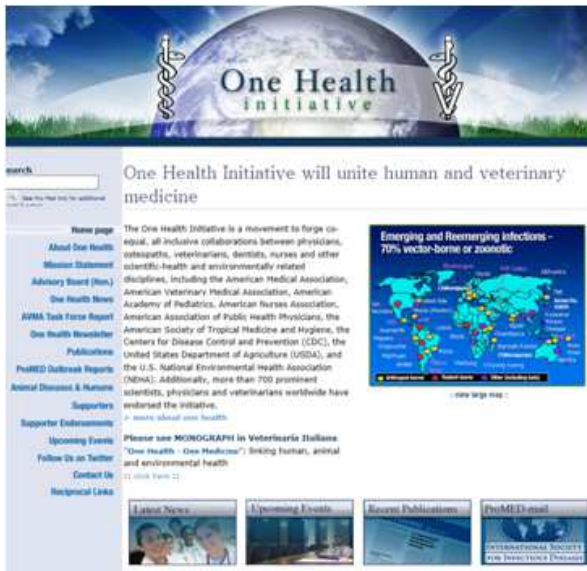 One Health
initiative
earch
One Health Initiative will unite human and veterinary
medicine
Home page
About One Health
Mission Statement
Advisory Board (Hon.)
One Health News
AVMA Task Force Report
One Health Newsletter
Publications
ProMED Outbreak Reports
Animal Diseases & Humans
Supporters
Supporter Endorsements
Upcoming Events
Follow Us on Twitter
Contact Us
Reciprocal Links
The One Health Initiative is a movement to forge co-
equal, all inclusive collaborations between physicians,
osteopaths, veterinarians, dentists, nurses and other
scientific-health and environmentally related
disciplines, including the American Medical Association,
American Veterinary Medical Association, American
Academy of Pediatrics, American Nurses Association,
American Association of Public Health Physicians, the
American Society of Tropical Medicine and Hygiene, the
Centers for Disease Control and Prevention (CDC), the
United States Department of Agriculture (USDA), and
the U.S. National Environmental Health Association
(NEHA). Additionally, more than 700 prominent
scientists, physicians and veterinarians worldwide have
endorsed the initiative.
> more about one health
Please see MONOGRAPH in Veterinaria Italiana
"One Health - One Medicine": linking human, animal
and environmental health
:: click here ::
Emerging and Reemerging Infections -
70% vector-borne or zoonotic
:: view large map ::
Latest News
Upcoming Events
Recent Publications
ProMED-mail
INTERNATIONAL SOCIETY
FOR INFECTIOUS DISEASES